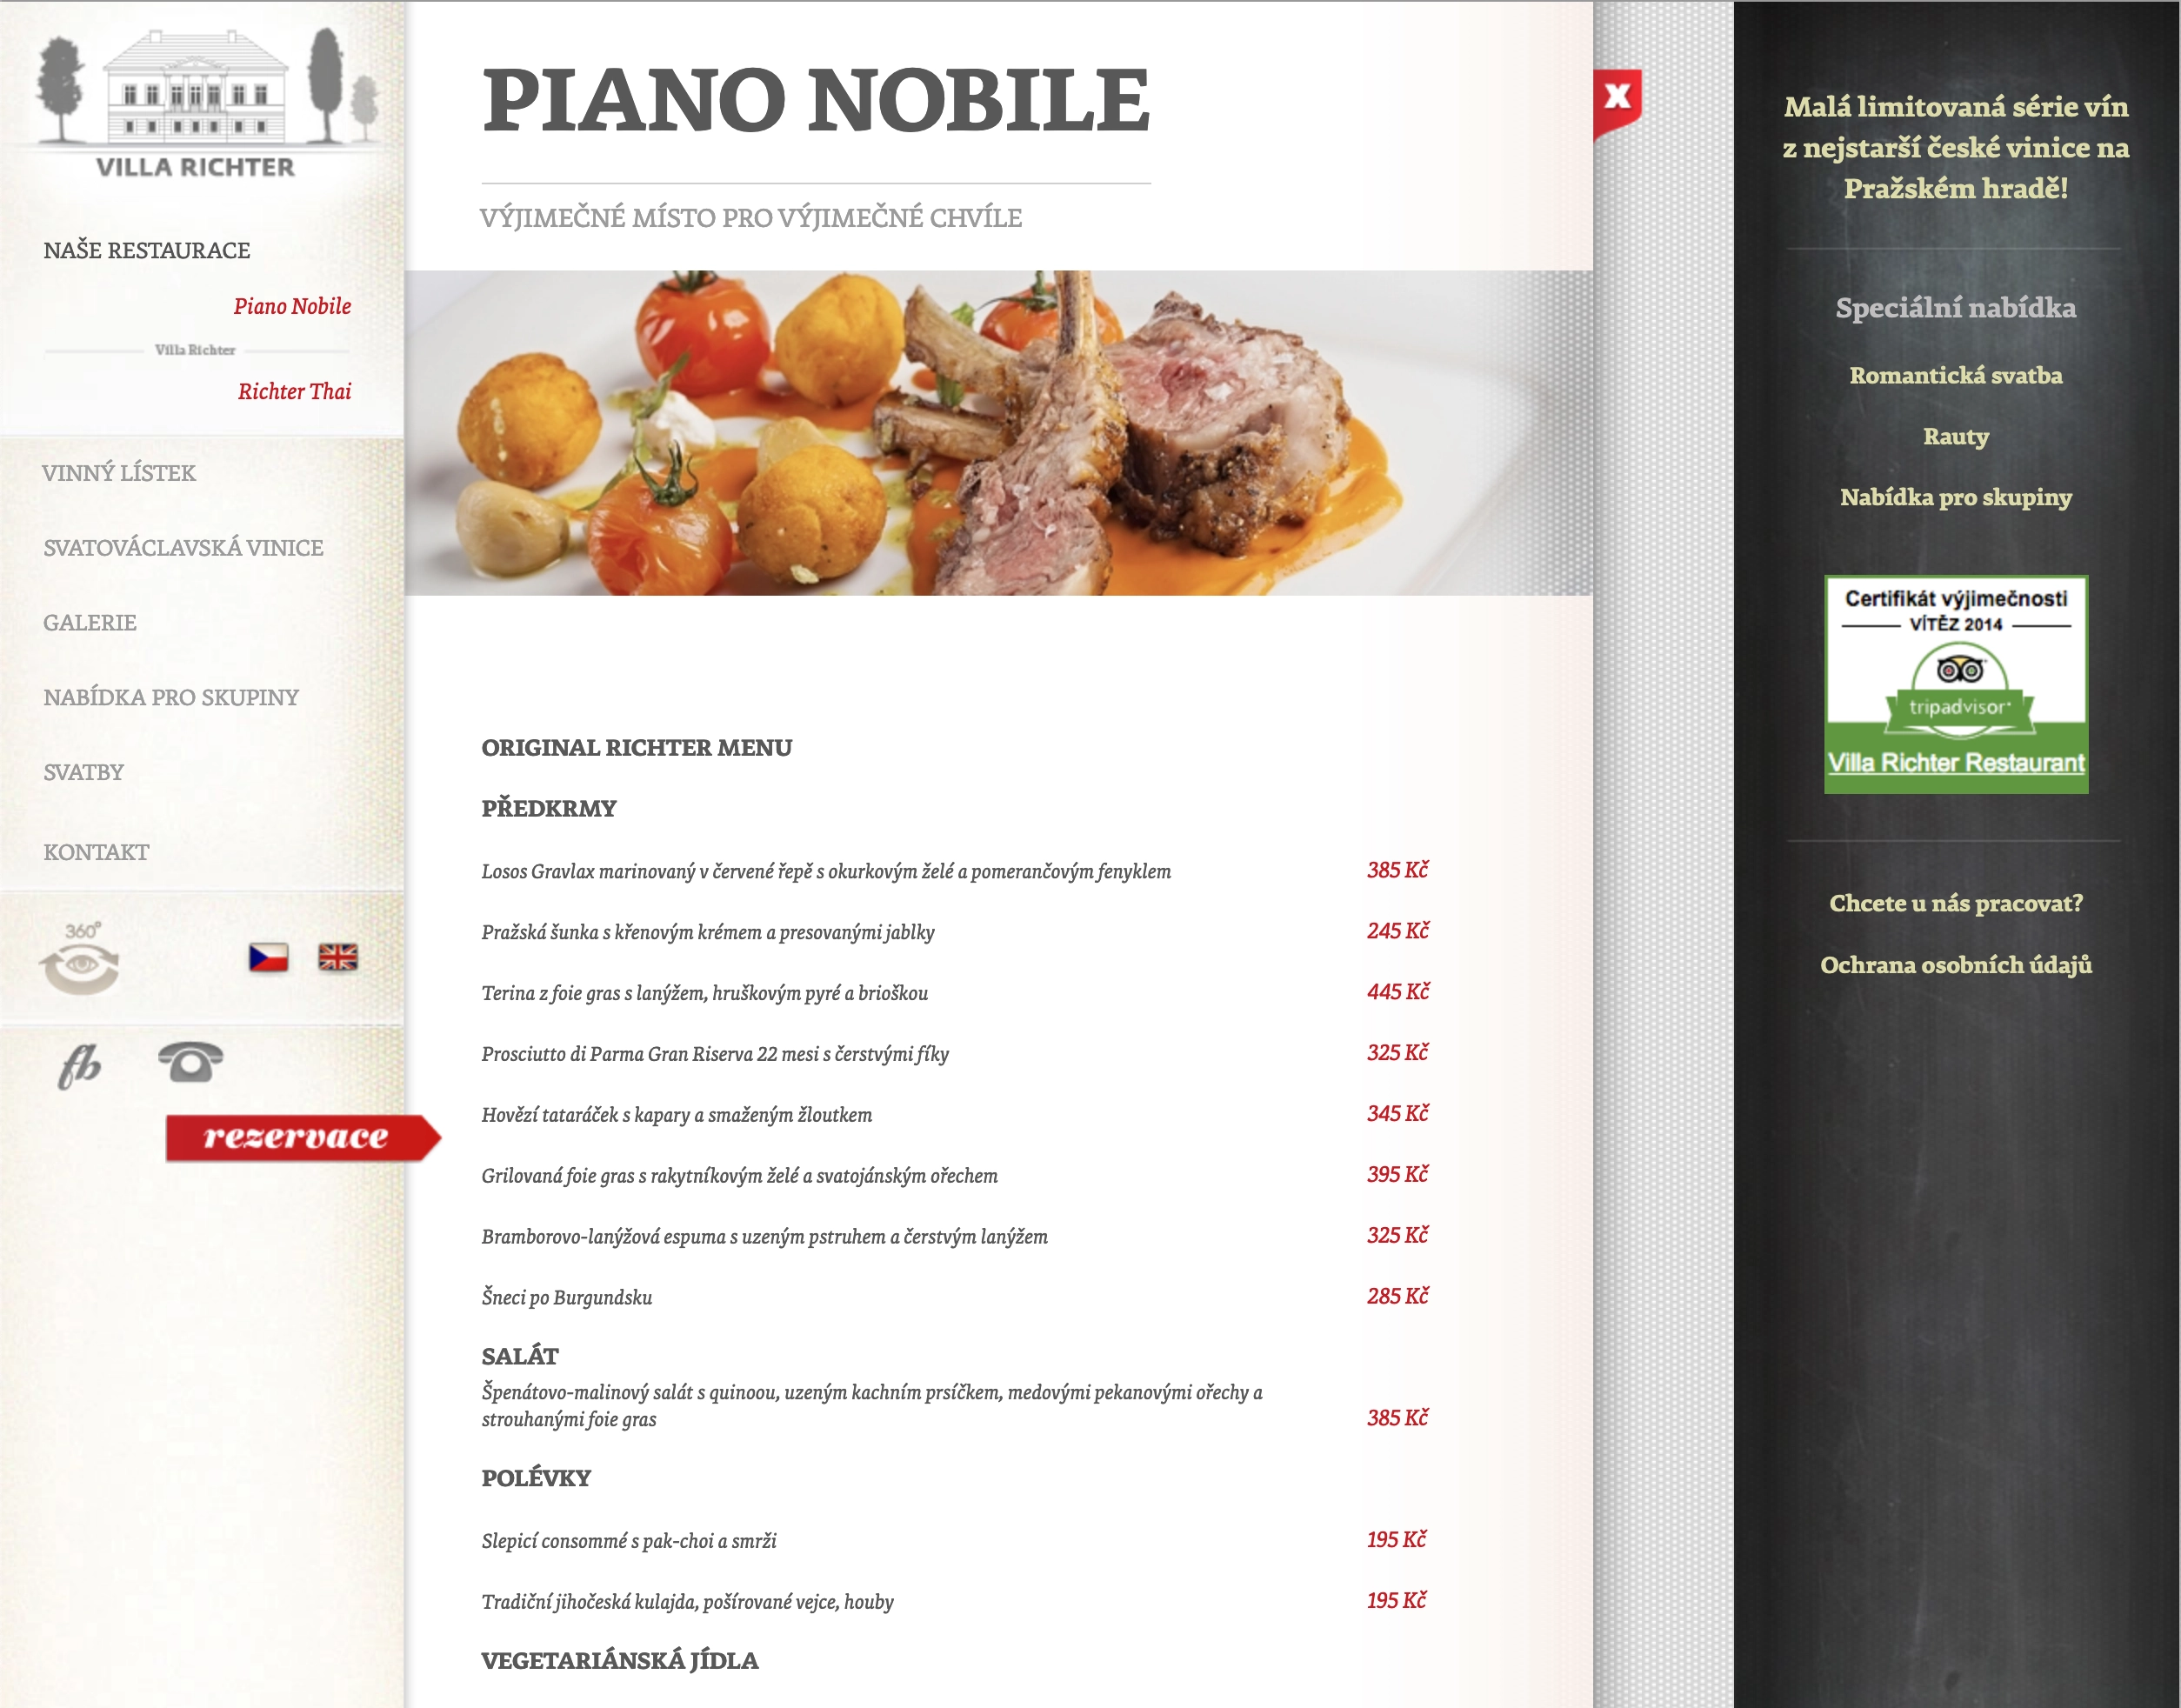 VILLA RICHTER
NAŠE RESTAURACE
Piano Nobile
Villa Richter
Richter Thai
VINNÝ LÍSTEK
SVATOVÁCLAVSKÁ VINICE
GALERIE
NABÍDKA PRO SKUPINY
SVATBY
KONTAKT
360°
fb
rezervace
PIANO NOBILE
VÝJIMEČNÉ MÍSTO PRO VÝJIMEČNÉ CHVÍLE
ORIGINAL RICHTER MENU
PŘEDKRMY
Losos Gravlax marinovaný v červené řepě s okurkovým želé a pomerančovým fenyklem 385 Kč
Pražská šunka s křenovým krémem a presovanými jablky 245 Kč
Terina z foie gras s lanýžem, hruškovým pyré a brioškou 445 Kč
Prosciutto di Parma Gran Riserva 22 mesi s čerstvými fíky 325 Kč
Hovězí tataráček s kapary a smaženým žloutkem 345 Kč
Grilovaná foie gras s rakytníkovým želé a svatojánským ořechem 395 Kč
Bramborovo-lanýžová espuma s uzeným pstruhem a čerstvým lanýžem 325 Kč
Šneci po Burgundsku 285 Kč
SALÁT
Špenátovo-malinový salát s quinoou, uzeným kachním prsíčkem, medovými pekanovými ořechy a
strouhanými foie gras 385 Kč
POLÉVKY
Slepicí consommé s pak-choi a smrži 195 Kč
Tradiční jihočeská kulajda, pošírované vejce, houby 195 Kč
VEGETARIÁNSKÁ JÍDLA
x
Malá limitovaná série vín
z nejstarší české vinice na
Pražském hradě!
Speciální nabídka
Romantická svatba
Rauty
Nabídka pro skupiny
Certifikát výjimečnosti
VÍTĚZ 2014
tripadvisor
Villa Richter Restaurant
Chcete u nás pracovat?
Ochrana osobních údajů